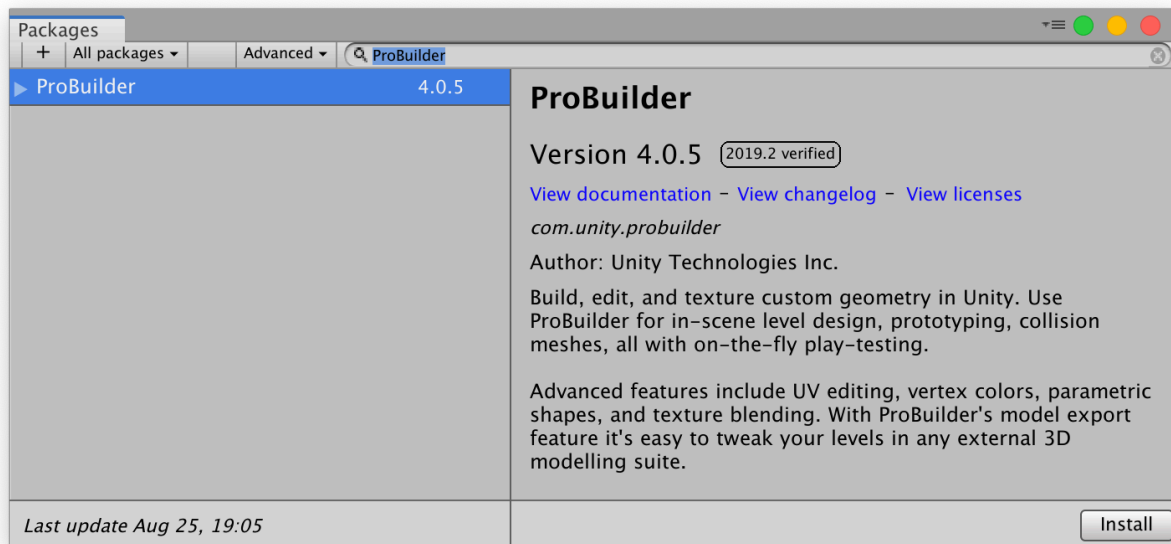 Packages
+ All packages Advanced ProBuilder
ProBuilder 4.0.5
ProBuilder
Version 4.0.5 2019.2 verified
View documentation - View changelog - View licenses
com.unity.probuilder
Author: Unity Technologies Inc.
Build, edit, and texture custom geometry in Unity. Use
ProBuilder for in-scene level design, prototyping, collision
meshes, all with on-the-fly play-testing.
Advanced features include UV editing, vertex colors, parametric
shapes, and texture blending. With ProBuilder's model export
feature it's easy to tweak your levels in any external 3D
modelling suite.
Last update Aug 25, 19:05
Install